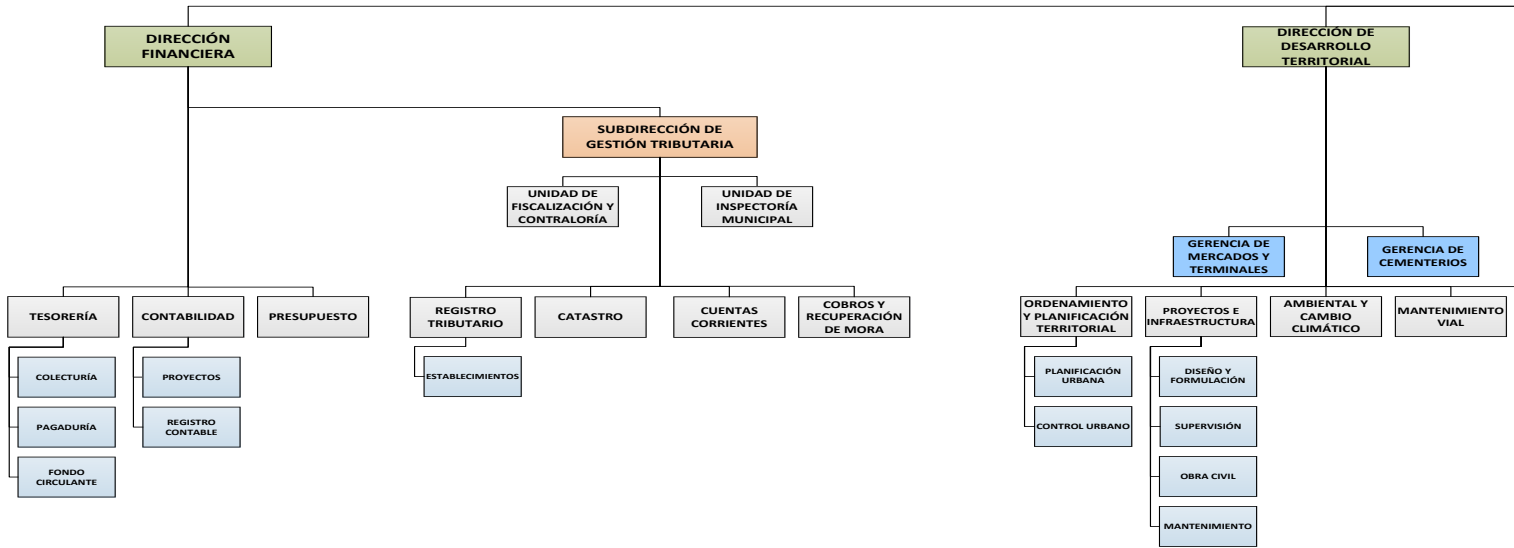 DIRECCIÓN
FINANCIERA
DIRECCIÓN DE
DESARROLLO
TERRITORIAL
SUBDIRECCIÓN DE
GESTIÓN TRIBUTARIA
UNIDAD DE
FISCALIZACIÓN Y
CONTRALORÍA
UNIDAD DE
INSPECTORÍA
MUNICIPAL
GERENCIA DE
MERCADOS Y
TERMINALES
GERENCIA DE
CEMENTERIOS
TESORERÍA
CONTABILIDAD
PRESUPUESTO
REGISTRO
TRIBUTARIO
CATASTRO
CUENTAS
CORRIENTES
COBROS Y
RECUPERACIÓN
DE MORA
ORDENAMIENTO
Y PLANIFICACIÓN
TERRITORIAL
PROYECTOS E
INFRAESTRUCTURA
AMBIENTAL Y
CAMBIO
CLIMÁTICO
MANTENIMIENTO
VIAL
COLECTURÍA
PROYECTOS
ESTABLECIMIENTOS
PLANIFICACIÓN
URBANA
DISEÑO Y
FORMULACIÓN
PAGADURÍA
REGISTRO
CONTABLE
CONTROL URBANO
SUPERVISIÓN
FONDO
CIRCULANTE
OBRA CIVIL
MANTENIMIENTO